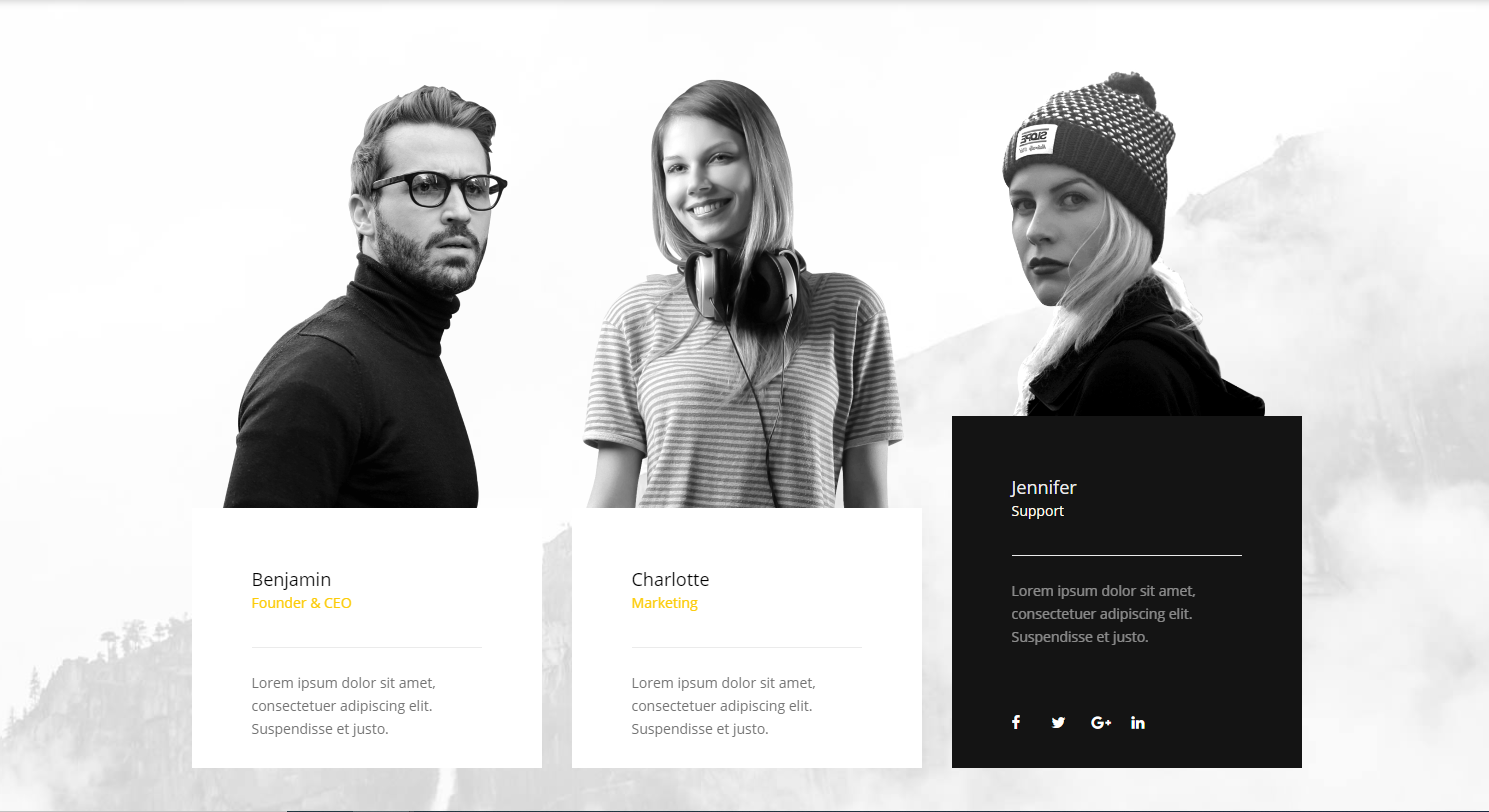 Benjamin
Founder & CEO
Lorem ipsum dolor sit amet,
consectetuer adipiscing elit.
Suspendisse et justo.
Charlotte
Marketing
Lorem ipsum dolor sit amet,
consectetuer adipiscing elit.
Suspendisse et justo.
Jennifer
Support
Lorem ipsum dolor sit amet,
consectetuer adipiscing elit.
Suspendisse et justo.
G+
in